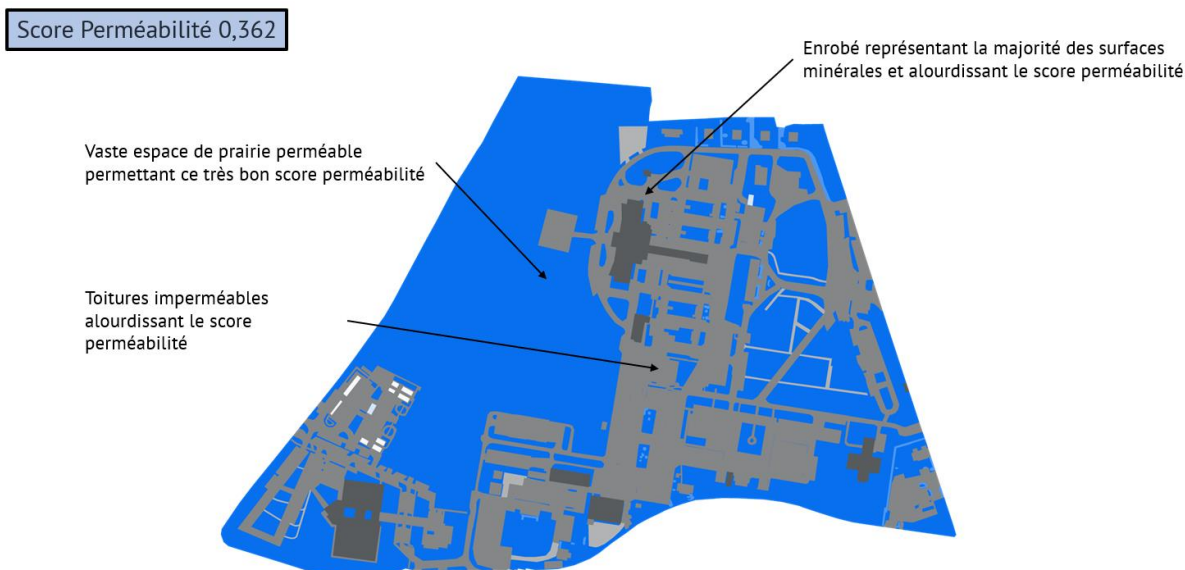 Score Perméabilité 0,362
Enrobé représentant la majorité des surfaces
minérales et alourdissant le score perméabilité
Vaste espace de prairie perméable
permettant ce très bon score perméabilité
Toitures imperméables
alourdissant le score
perméabilité